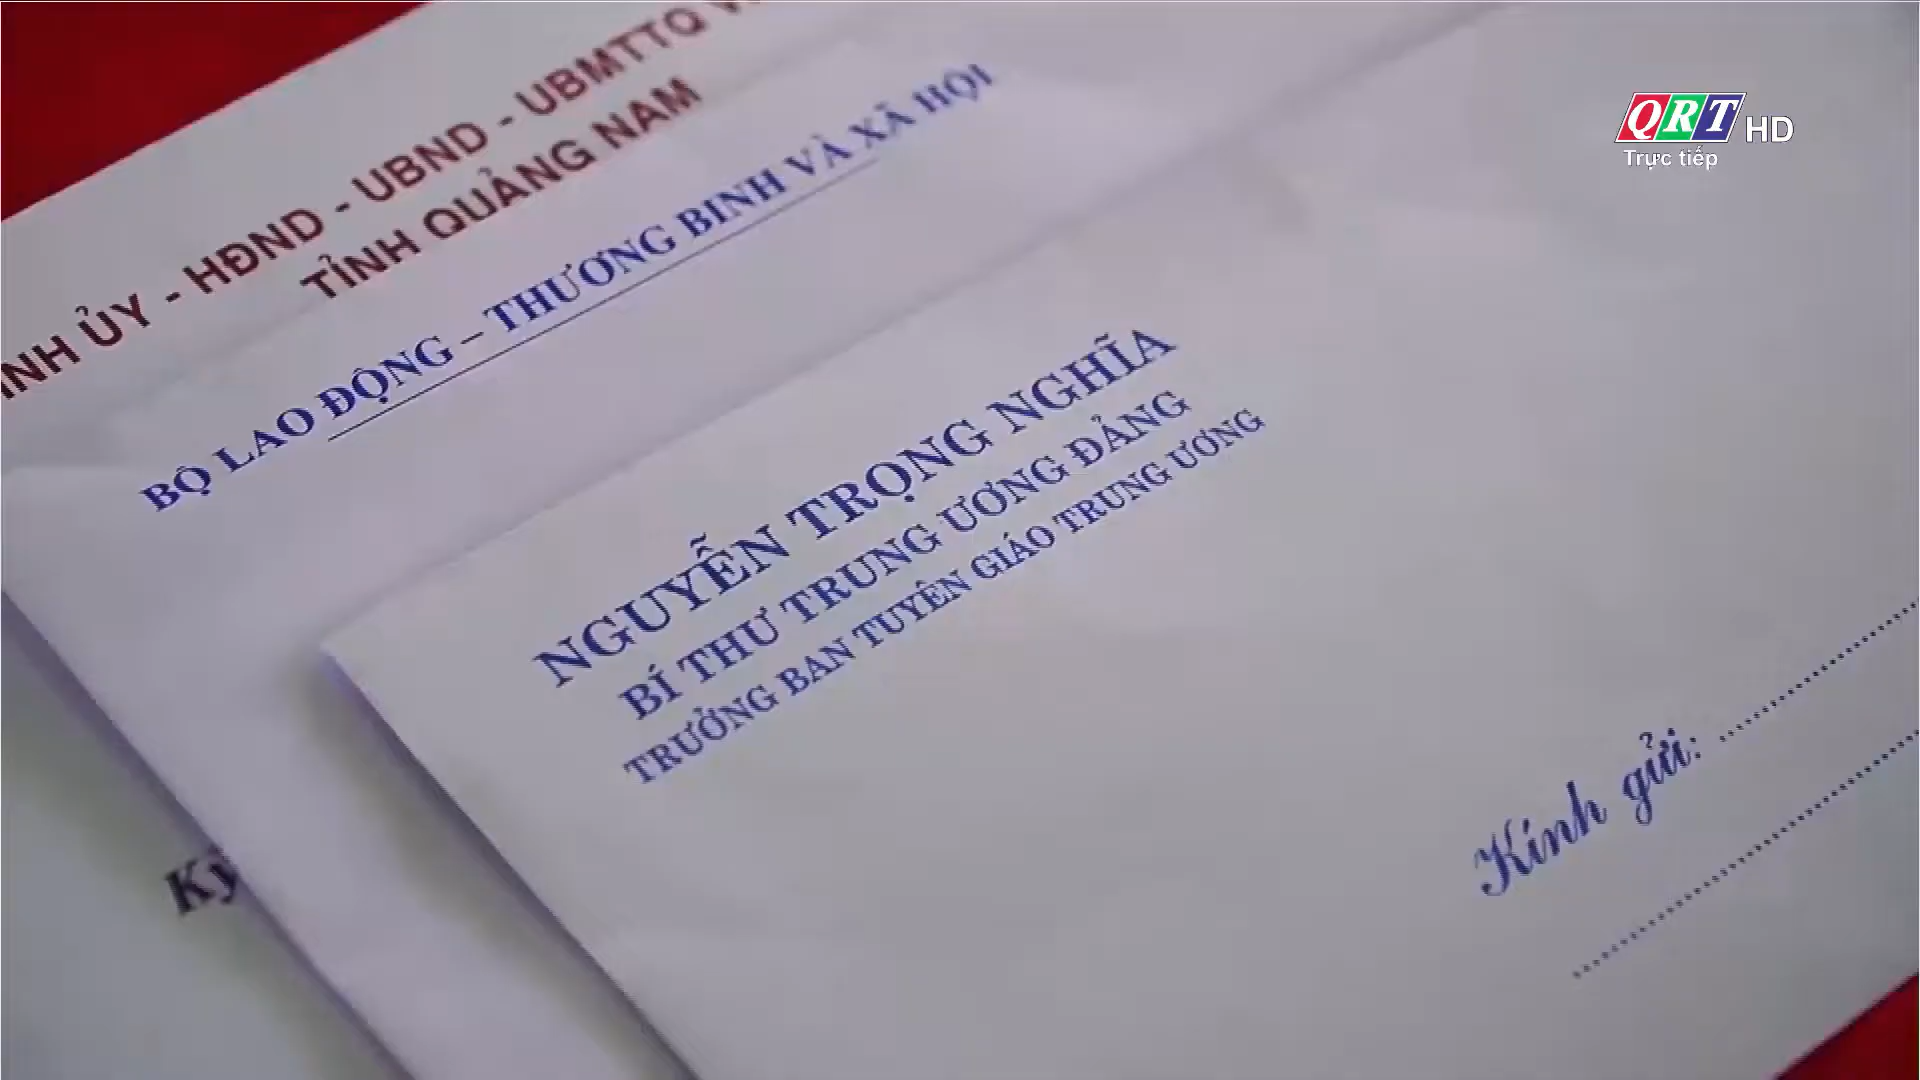 QRT HD
Trực tiếp
ỦY - HĐND - UBND - UBMTTQ
TỈNH QUẢNG NAM
BỘ LAO ĐỘNG – THƯƠNG BINH VÀ XÃ HỘI
NGUYỄN TRỌNG NGHĨA
BÍ THƯ TRUNG ƯƠNG ĐẢNG
TRƯỞNG BAN TUYÊN GIÁO TRUNG ƯƠNG
Kính gửi: